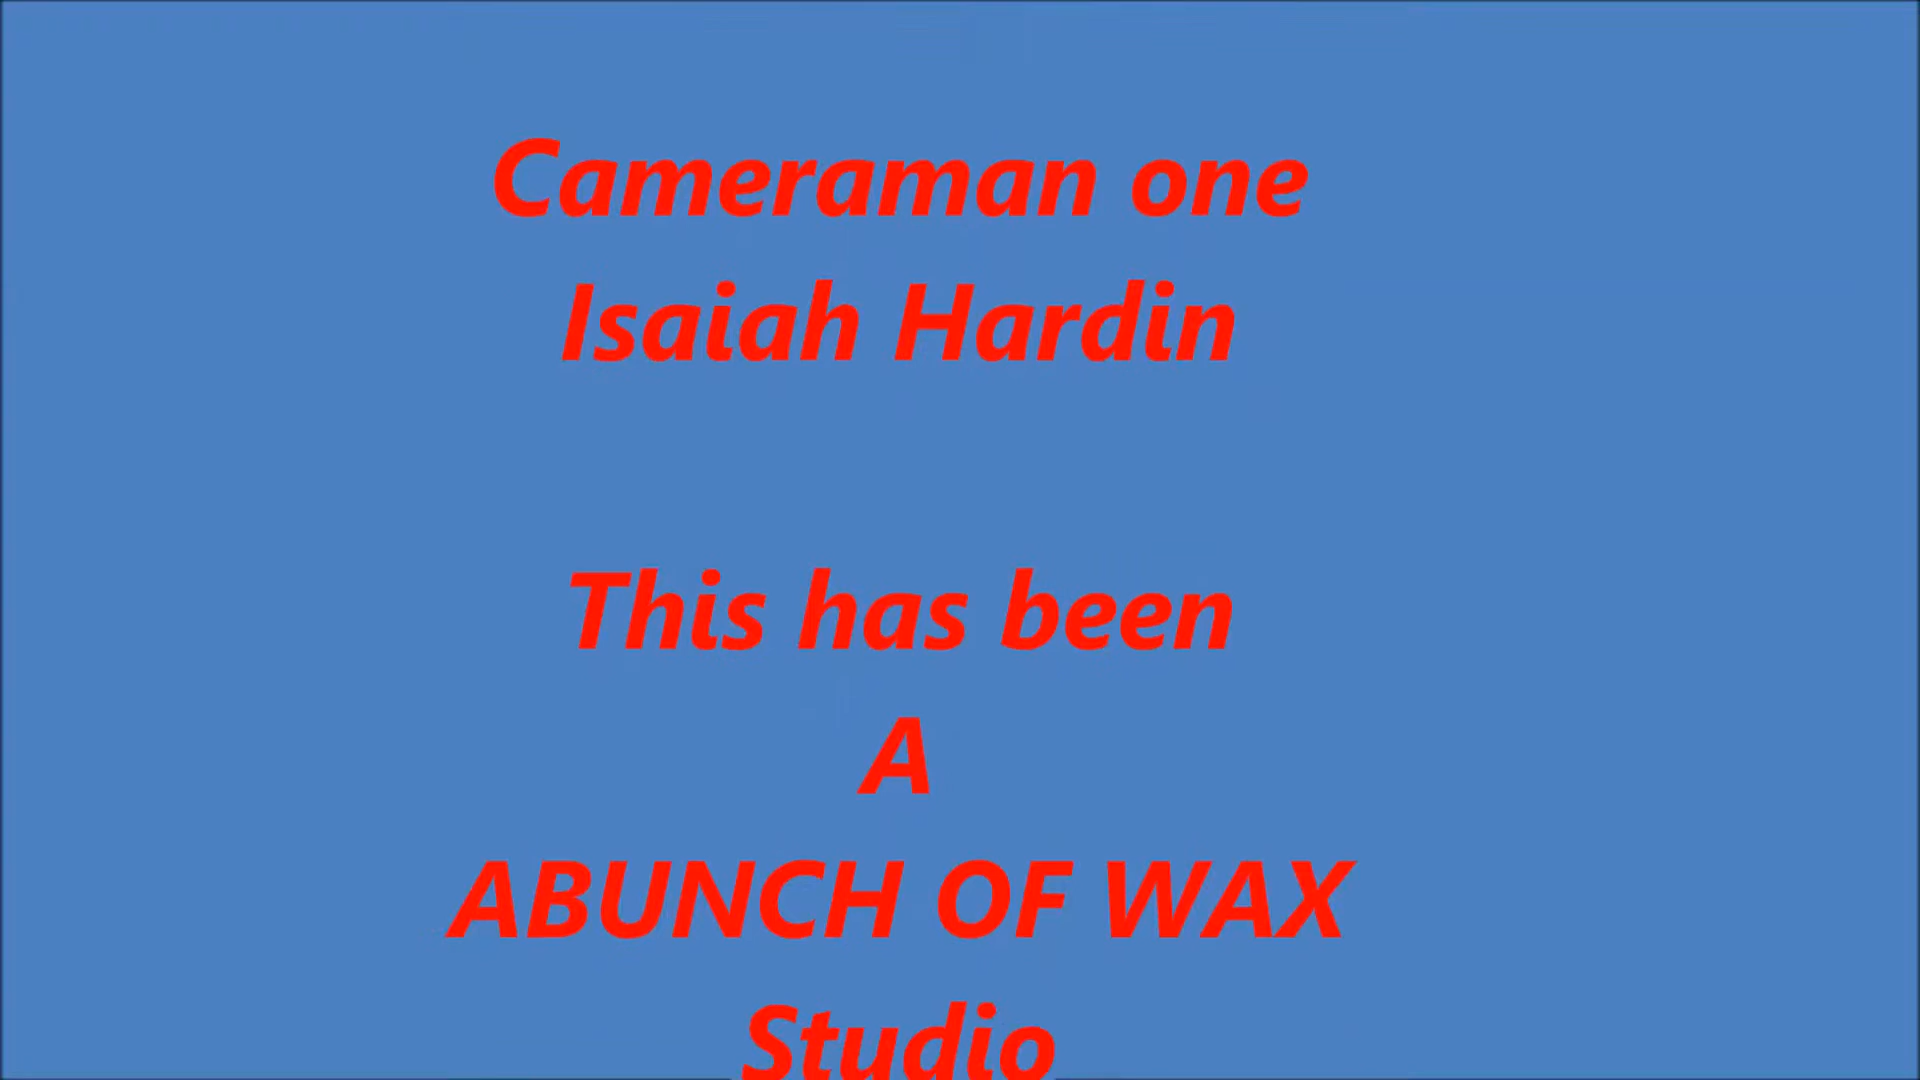 Cameraman one
Isaiah Hardin
This has been
A
ABUNCH OF WAX
Studio